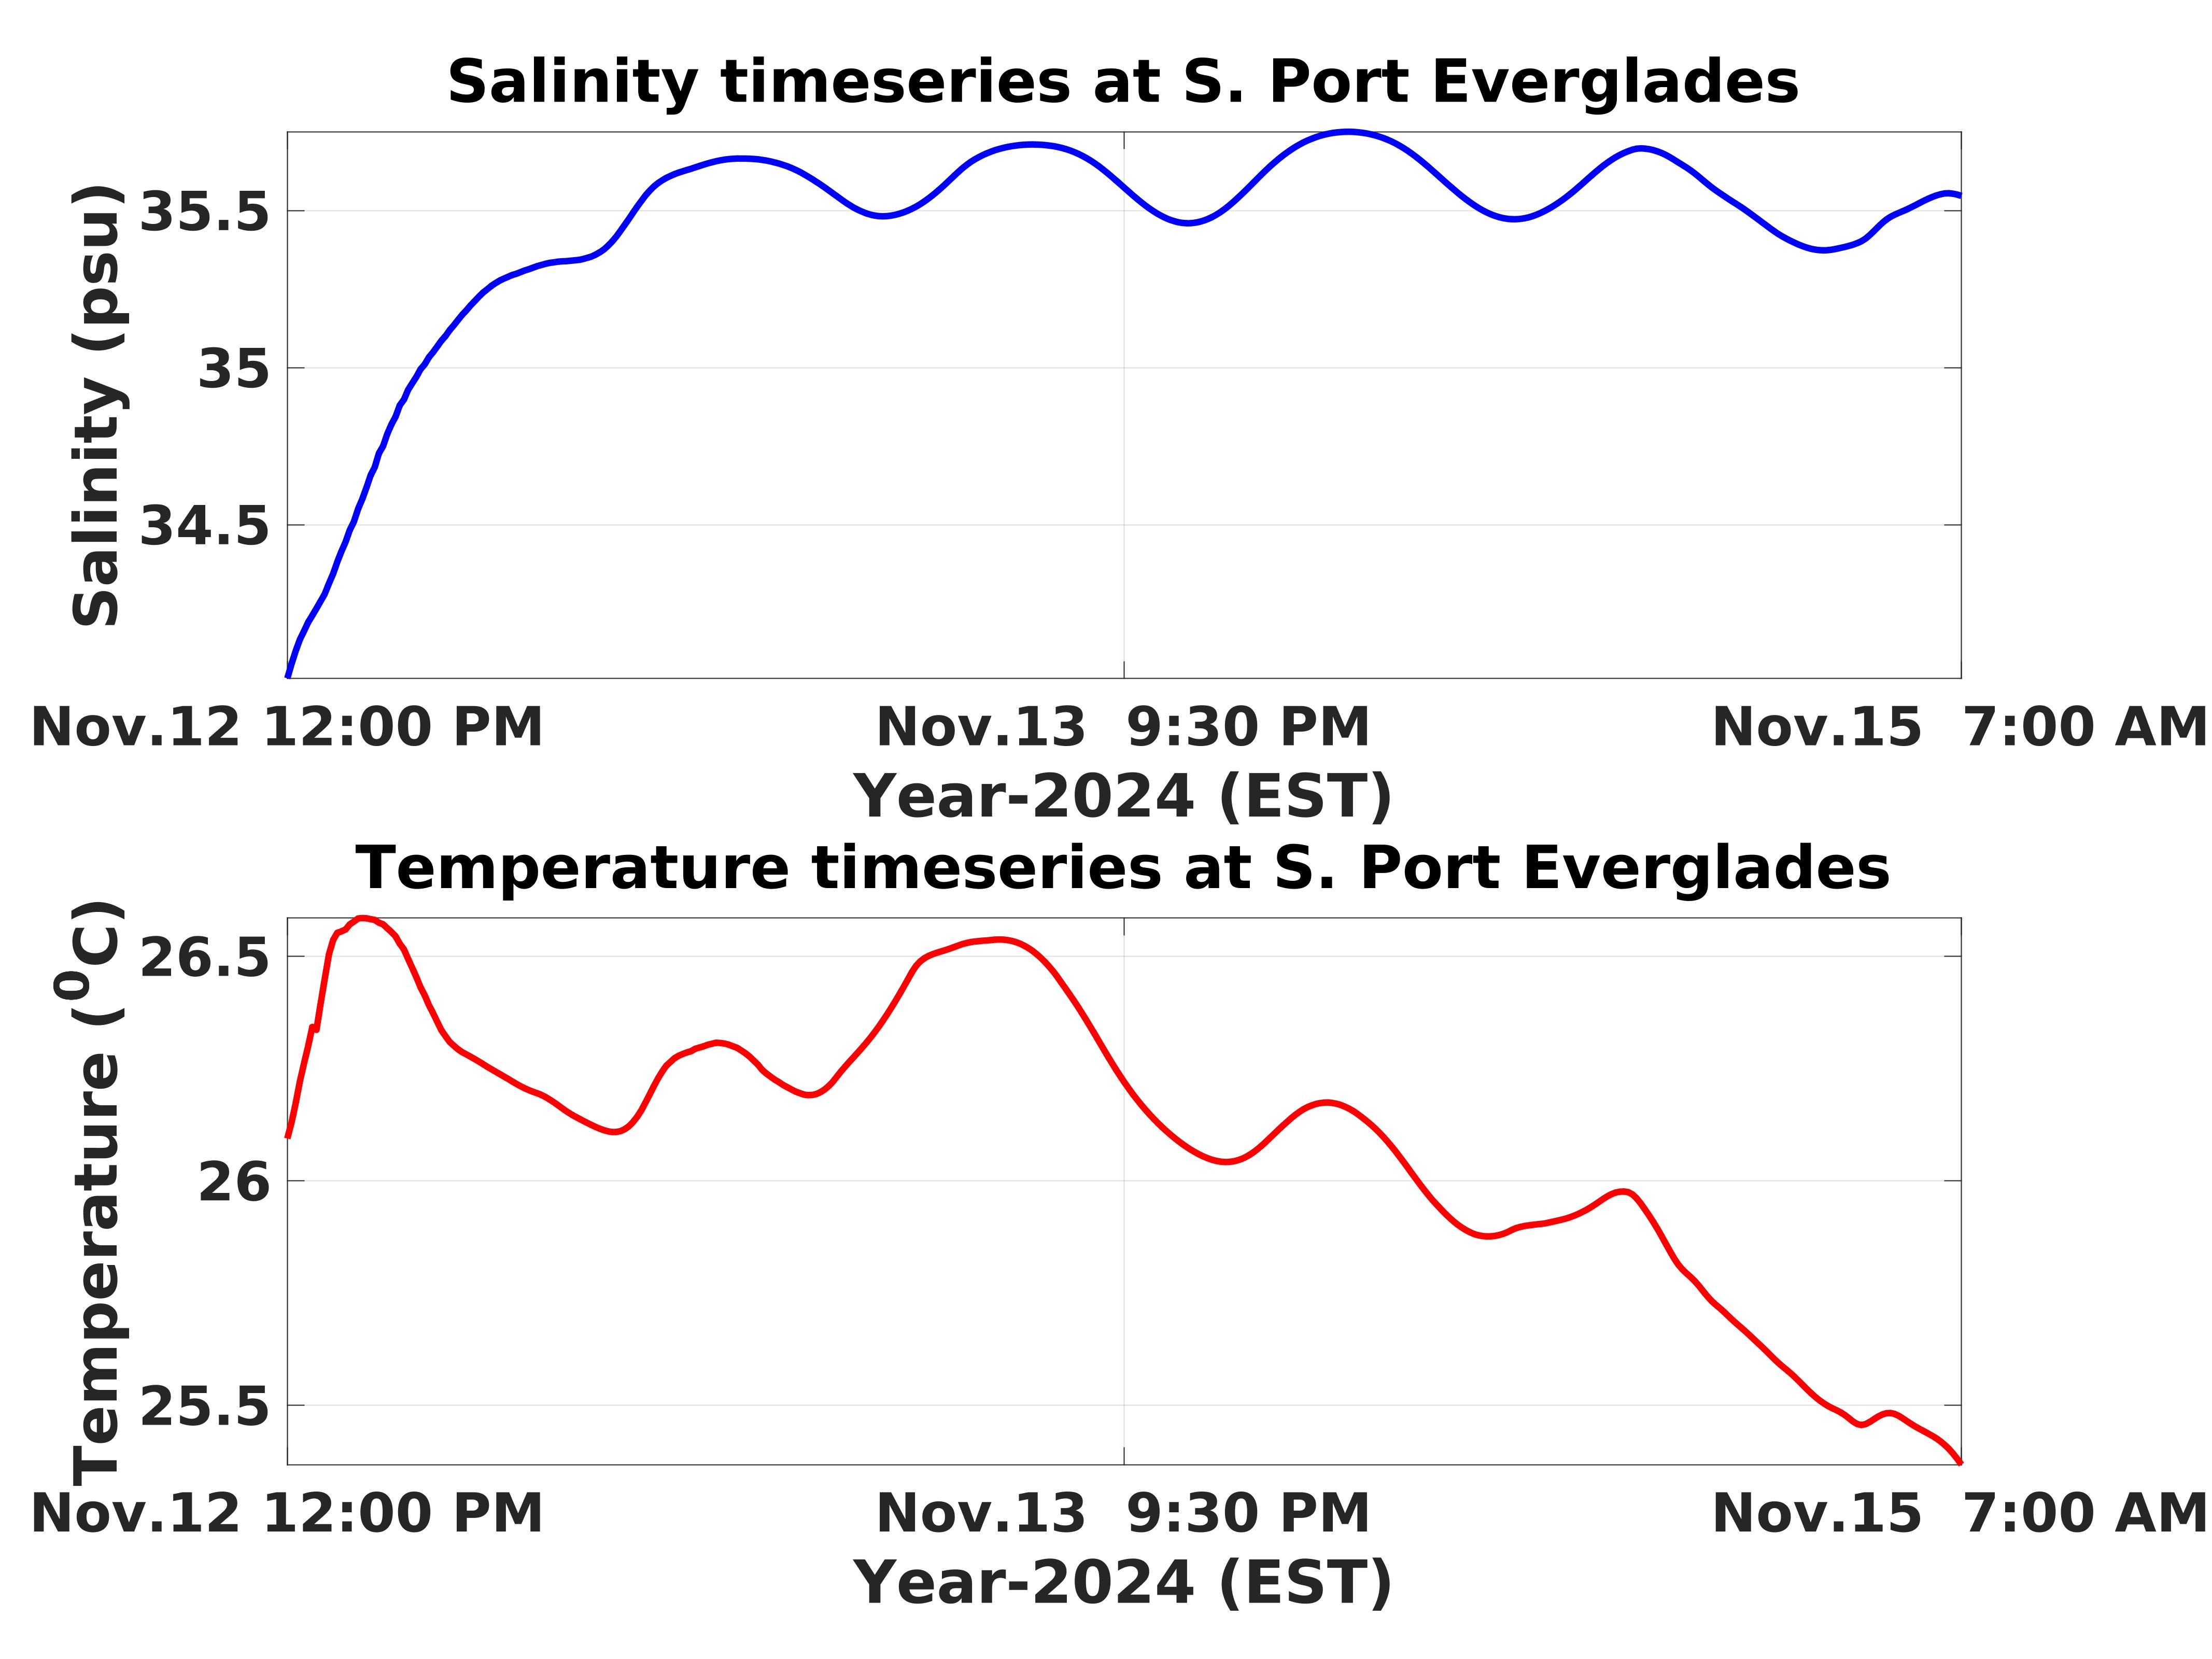 Salinity timeseries at S. Port Everglades
Salinity (psu)
35.5
35
34.5
Nov.12 12:00 PM Nov.13 9:30 PM Nov.15 7:00 AM
Year-2024 (EST)
Temperature timeseries at S. Port Everglades
Temperature (⁰C)
26.5
26
25.5
Nov.12 12:00 PM Nov.13 9:30 PM Nov.15 7:00 AM
Year-2024 (EST)